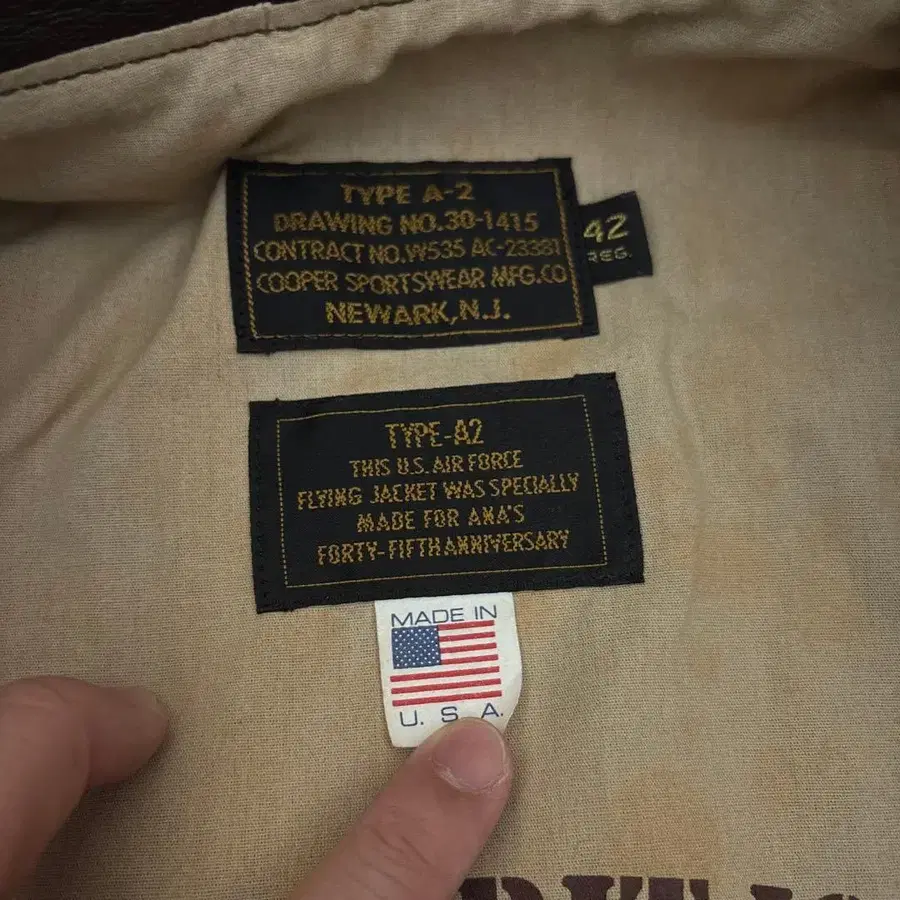 TYPE A-2
DRAWING NO.30-1415
CONTRACT NO.W535 AC-23381
COOPER SPORTSWEAR MFG.CO
NEWARK,N.J.
42
REG.
TYPE-A2
THIS U.S.AIR FORCE
FLYING JACKET WAS SPECIALLY
MADE FOR ANA'S
FORTY-FIFTH ANNIVERSARY
MADE IN
U. S. A.